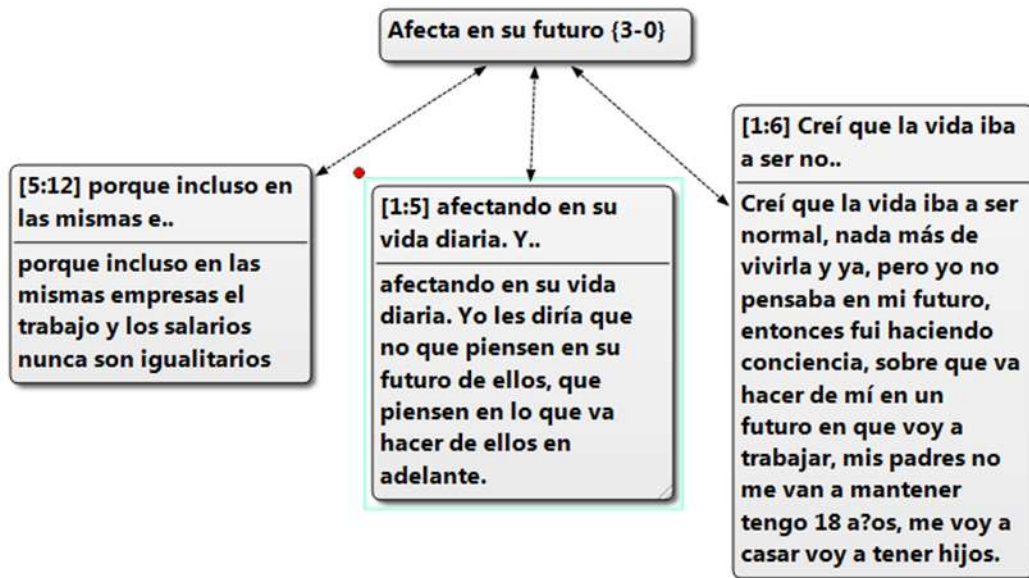 Afecta en su futuro {3-0}
[5:12] porque incluso en
las mismas e..
porque incluso en las
mismas empresas el
trabajo y los salarios
nunca son igualitarios
[1:5] afectando en su
vida diaria. Y..
afectando en su vida
diaria. Yo les diría que
no que piensen en su
futuro de ellos, que
piensen en lo que va
hacer de ellos en
adelante.
[1:6] Creí que la vida iba
a ser no..
Creí que la vida iba a ser
normal, nada más de
vivirla y ya, pero yo no
pensaba en mi futuro,
entonces fui haciendo
conciencia, sobre que va
hacer de mí en un
futuro en que voy a
trabajar, mis padres no
me van a mantener
tengo 18 a?os, me voy a
casar voy a tener hijos.